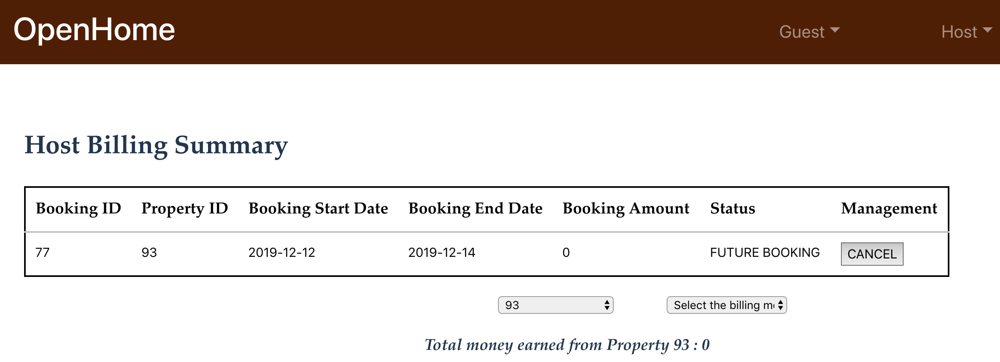 OpenHome Guest Host
Host Billing Summary
Booking ID Property ID Booking Start Date Booking End Date Booking Amount Status Management
77 93 2019-12-12 2019-12-14 0 FUTURE BOOKING CANCEL
93 Select the billing
Total money earned from Property 93 : 0